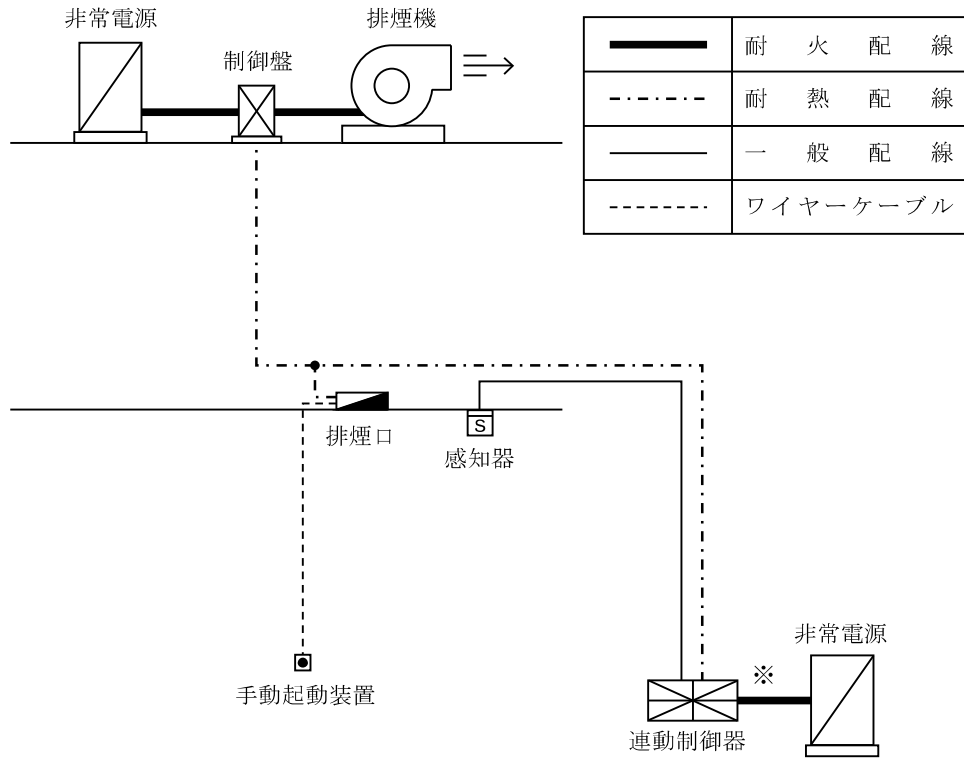 非常電源
排煙機
制御盤
耐火配線
耐熱配線
一般配線
ワイヤーケーブル
排煙口
S
感知器
手動起動装置
※
非常電源
連動制御器